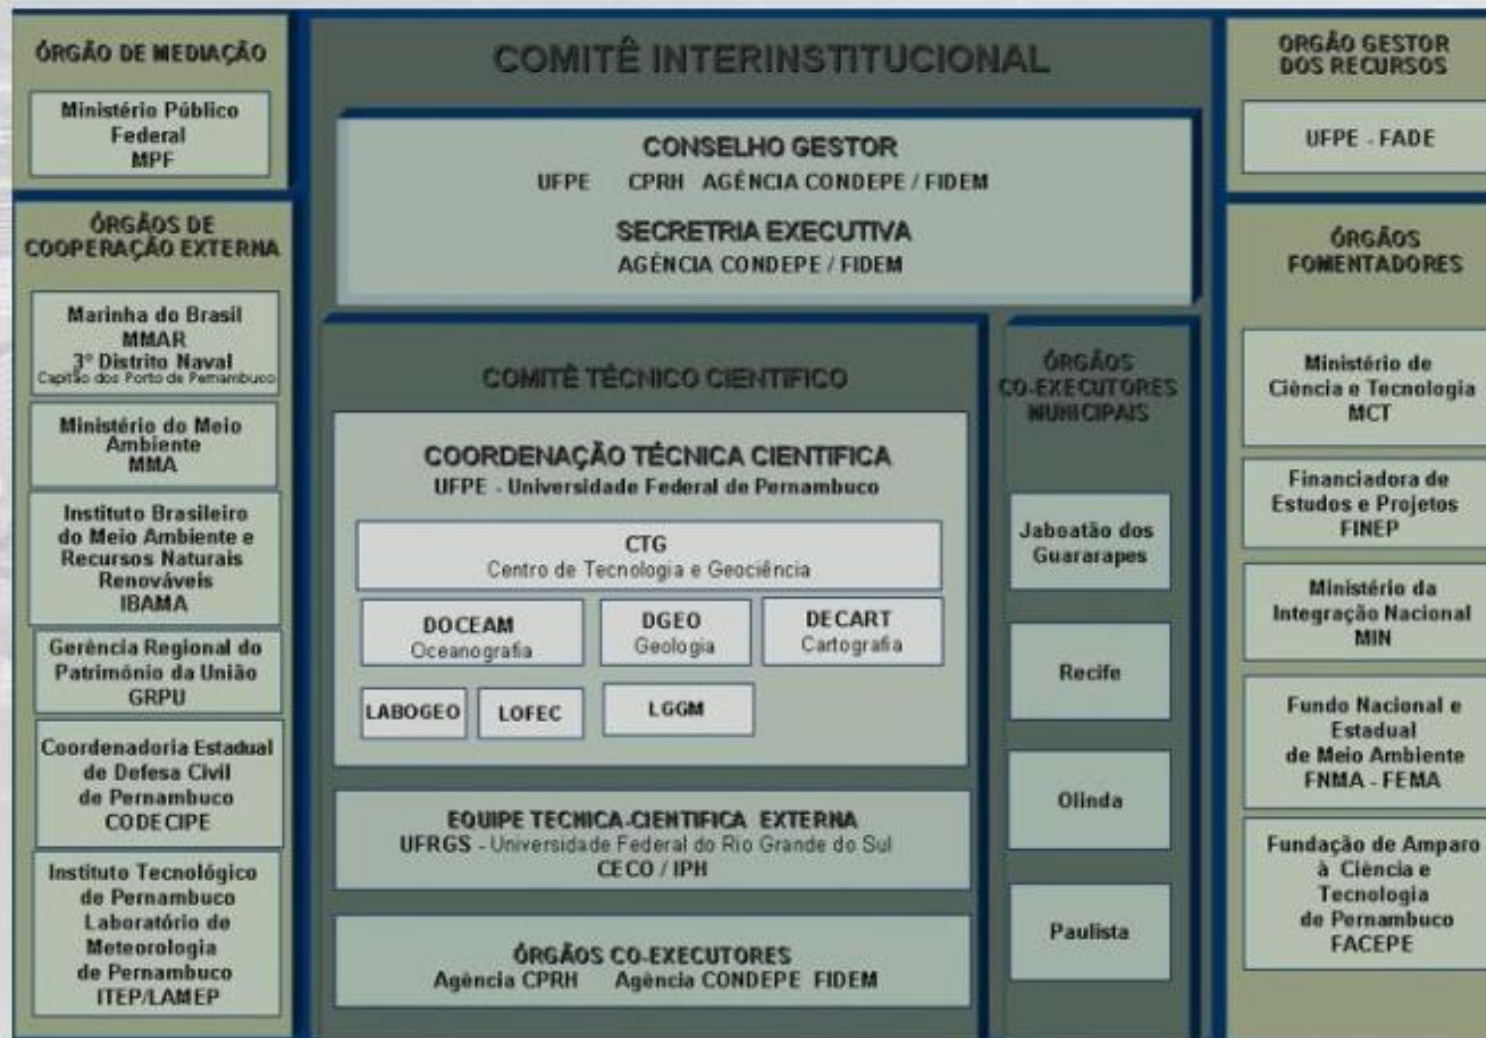 ÓRGÃO DE MEDIAÇÃO
Ministério Público
Federal
MPF
ÓRGÃOS DE
COOPERAÇÃO EXTERNA
Marinha do Brasil
MMAR
3º Distrito Naval
Capitão dos Porto de Pernambuco
Ministério do Meio
Ambiente
MMA
Instituto Brasileiro
do Meio Ambiente e
Recursos Naturais
Renováveis
IBAMA
Gerência Regional do
Patrimônio da União
GRPU
Coordenadoria Estadual
de Defesa Civil
de Pernambuco
CODECIPE
Instituto Tecnológico
de Pernambuco
Laboratório de
Meteorologia
de Pernambuco
ITEP/LAMEP
COMITÊ INTERINSTITUCIONAL
CONSELHO GESTOR
UFPE CPRH AGÊNCIA CONDEPE / FIDEM
SECRETRIA EXECUTIVA
AGÊNCIA CONDEPE / FIDEM
COMITÊ TÉCNICO CIENTIFICO
COORDENAÇÃO TÉCNICA CIENTIFICA
UFPE - Universidade Federal de Pernambuco
CTG
Centro de Tecnologia e Geociência
DOCEAM
Oceanografia
DGEO
Geologia
DECART
Cartografia
LABOGEO
LOFEC
LGGM
EQUIPE TECNICA-CIENTIFICA EXTERNA
UFRGS - Universidade Federal do Rio Grande do Sul
CECO / IPH
ÓRGÃOS CO-EXECUTORES
Agência CPRH Agência CONDEPE FIDEM
ÓRGÃOS
CO-EXECUTORES
MUNICIPAIS
Jaboatão dos
Guararapes
Recife
Olinda
Paulista
ORGÃO GESTOR
DOS RECURSOS
UFPE - FADE
ÓRGÃOS
FOMENTADORES
Ministério de
Ciência e Tecnologia
MCT
Financiadora de
Estudos e Projetos
FINEP
Ministério da
Integração Nacional
MIN
Fundo Nacional e
Estadual
de Meio Ambiente
FNMA - FEMA
Fundação de Amparo
à Ciência e
Tecnologia
de Pernambuco
FACEPE